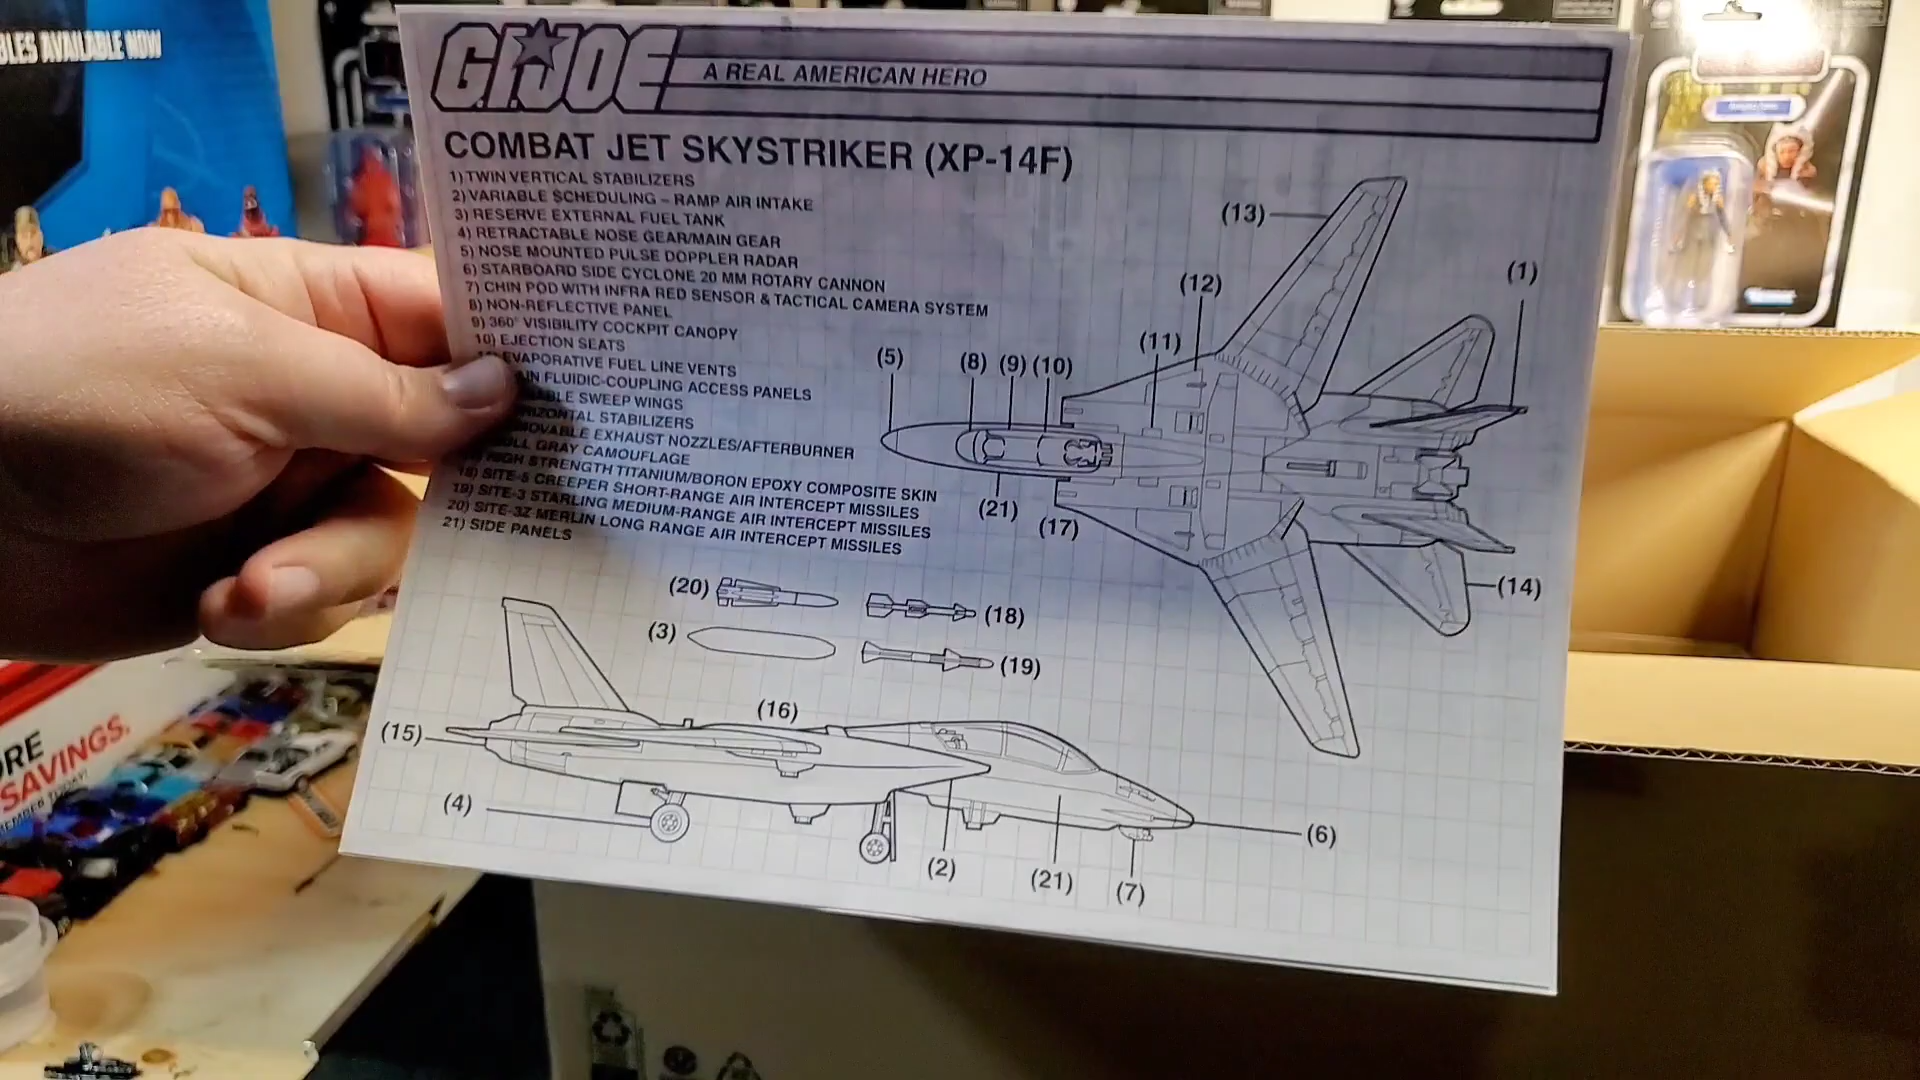 BLES AVAILABLE NOW
G.I. JOE
A REAL AMERICAN HERO
COMBAT JET SKYSTRIKER (XP-14F)
1) TWIN VERTICAL STABILIZERS
2) VARIABLE SCHEDULING – RAMP AIR INTAKE
3) RESERVE EXTERNAL FUEL TANK
4) RETRACTABLE NOSE GEAR/MAIN GEAR
5) NOSE MOUNTED PULSE DOPPLER RADAR
6) STARBOARD SIDE CYCLONE 20 MM ROTARY CANNON
7) CHIN POD WITH INFRA RED SENSOR & TACTICAL CAMERA SYSTEM
8) NON-REFLECTIVE PANEL
9) 360° VISIBILITY COCKPIT CANOPY
10) EJECTION SEATS
EVAPORATIVE FUEL LINE VENTS
FLUIDIC-COUPLING ACCESS PANELS
SWEEP WINGS
STABILIZERS
EXHAUST NOZZLES/AFTERBURNER
GRAY CAMOUFLAGE
HIGH STRENGTH TITANIUM/BORON EPOXY COMPOSITE SKIN
18) SITE-5 CREEPER SHORT-RANGE AIR INTERCEPT MISSILES
19) SITE-3 STARLING MEDIUM-RANGE AIR INTERCEPT MISSILES
20) SITE-3Z MERLIN LONG RANGE AIR INTERCEPT MISSILES
21) SIDE PANELS
(13)
(1)
(12)
(11)
(5)
(8)
(9)
(10)
(21)
(17)
(14)
(20)
(18)
(3)
(19)
(16)
(15)
(4)
(6)
(2)
(21)
(7)
ORE
SAVINGS.